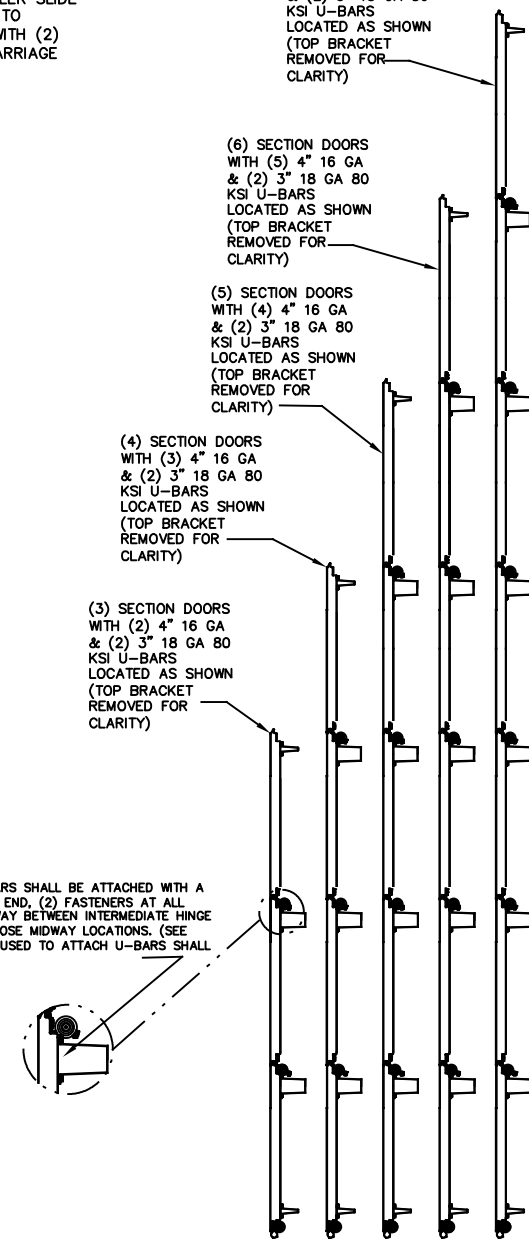 TO
WITH (2)
KSI U-BARS
LOCATED AS SHOWN
(TOP BRACKET
REMOVED FOR
CLARITY)
(6) SECTION DOORS
WITH (5) 4" 16 GA
& (2) 3" 18 GA 80
KSI U-BARS
LOCATED AS SHOWN
(TOP BRACKET
REMOVED FOR
CLARITY)
(5) SECTION DOORS
WITH (4) 4" 16 GA
& (2) 3" 18 GA 80
KSI U-BARS
LOCATED AS SHOWN
(TOP BRACKET
REMOVED FOR
CLARITY)
(4) SECTION DOORS
WITH (3) 4" 16 GA
& (2) 3" 18 GA 80
KSI U-BARS
LOCATED AS SHOWN
(TOP BRACKET
REMOVED FOR
CLARITY)
(3) SECTION DOORS
WITH (2) 4" 16 GA
& (2) 3" 18 GA 80
KSI U-BARS
LOCATED AS SHOWN
(TOP BRACKET
REMOVED FOR
CLARITY)
SHALL BE ATTACHED WITH A
END, (2) FASTENERS AT ALL
BETWEEN INTERMEDIATE HINGE
MIDWAY LOCATIONS. (SEE
USED TO ATTACH U-BARS SHALL